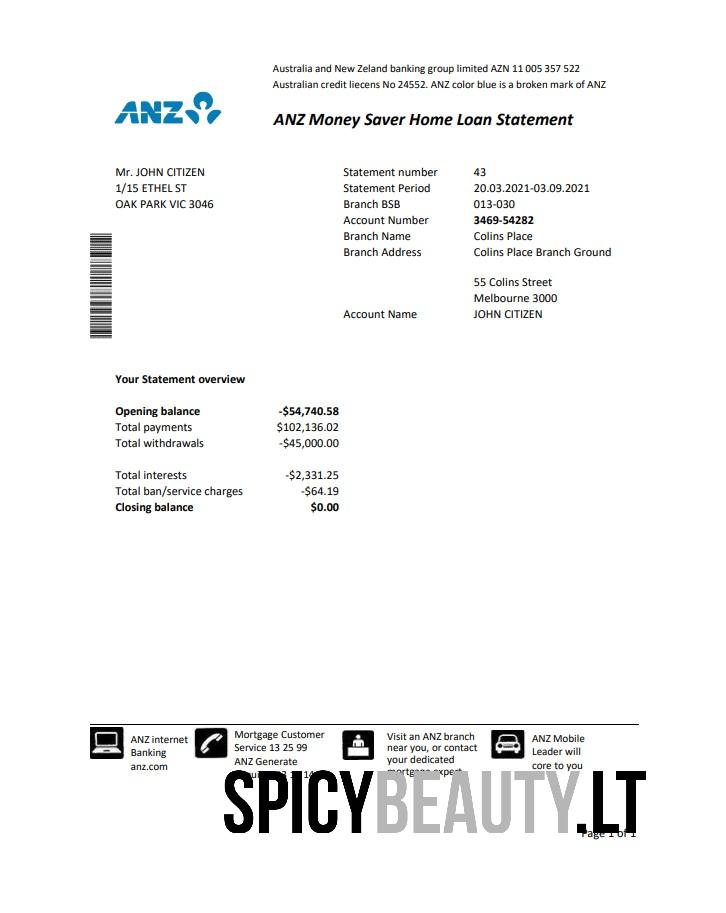 Australia and New Zeland banking group limited AZN 11 005 357 522
Australian credit liecens No 24552. ANZ color blue is a broken mark of ANZ
ANZ
ANZ Money Saver Home Loan Statement
Mr. JOHN CITIZEN
1/15 ETHEL ST
OAK PARK VIC 3046
Statement number 43
Statement Period 20.03.2021-03.09.2021
Branch BSB 013-030
Account Number 3469-54282
Branch Name Colins Place
Branch Address Colins Place Branch Ground
55 Colins Street
Melbourne 3000
Account Name JOHN CITIZEN
Your Statement overview
Opening balance -$54,740.58
Total payments $102,136.02
Total withdrawals -$45,000.00
Total interests -$2,331.25
Total ban/service charges -$64.19
Closing balance $0.00
ANZ internet
Banking
anz.com
Mortgage Customer
Service 13 25 99
ANZ Generate
Visit an ANZ branch
near you, or contact
your dedicated
mortgage expert
ANZ Mobile
Leader will
core to you
SPICYBEAUTY.LT
Page 1 of 1